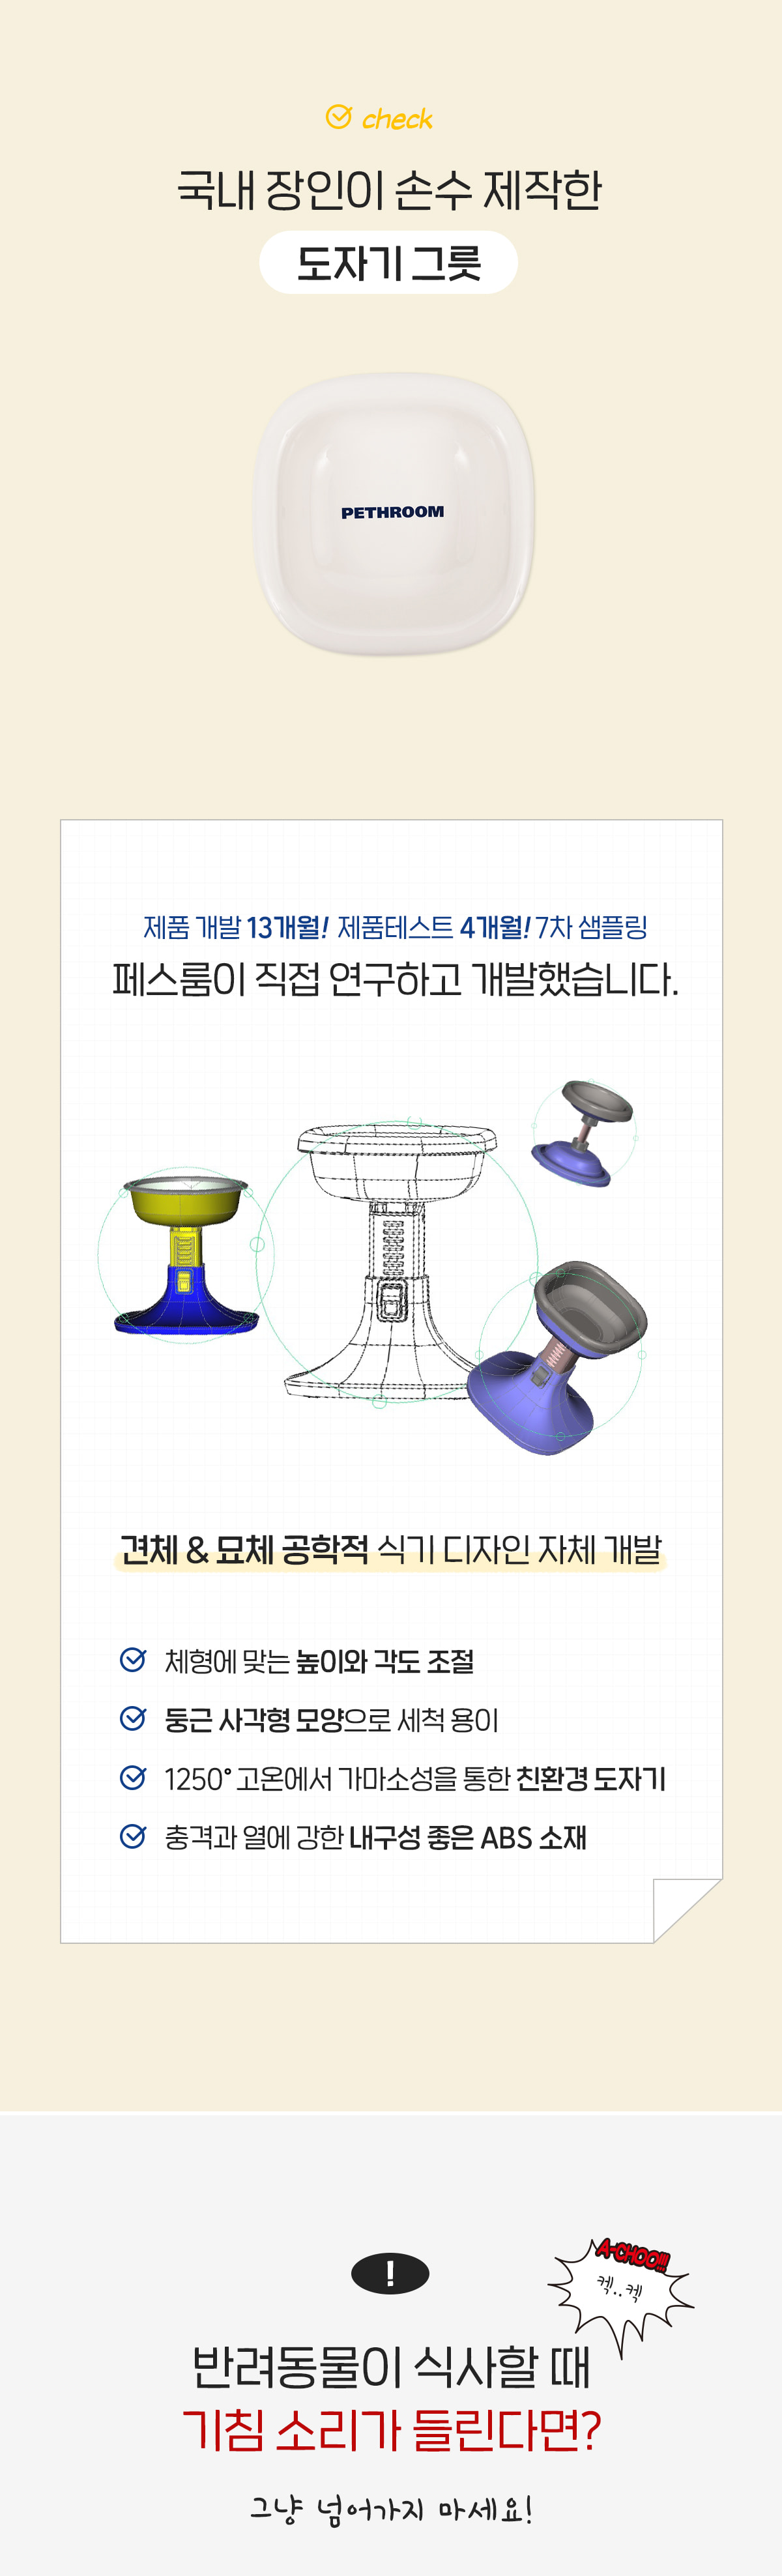 check
국내 장인이 손수 제작한
도자기 그릇
PETHROOM
제품 개발 13개월! 제품테스트 4개월! 7차 샘플링
페스룸이 직접 연구하고 개발했습니다.
견체 & 묘체 공학적 식기 디자인 자체 개발
체형에 맞는 높이와 각도 조절
둥근 사각형 모양으로 세척 용이
1250° 고온에서 가마소성을 통한 친환경 도자기
충격과 열에 강한 내구성 좋은 ABS 소재
!
A-CHOO!!!
켁..켁
반려동물이 식사할 때
기침 소리가 들린다면?
그냥 넘어가지 마세요!